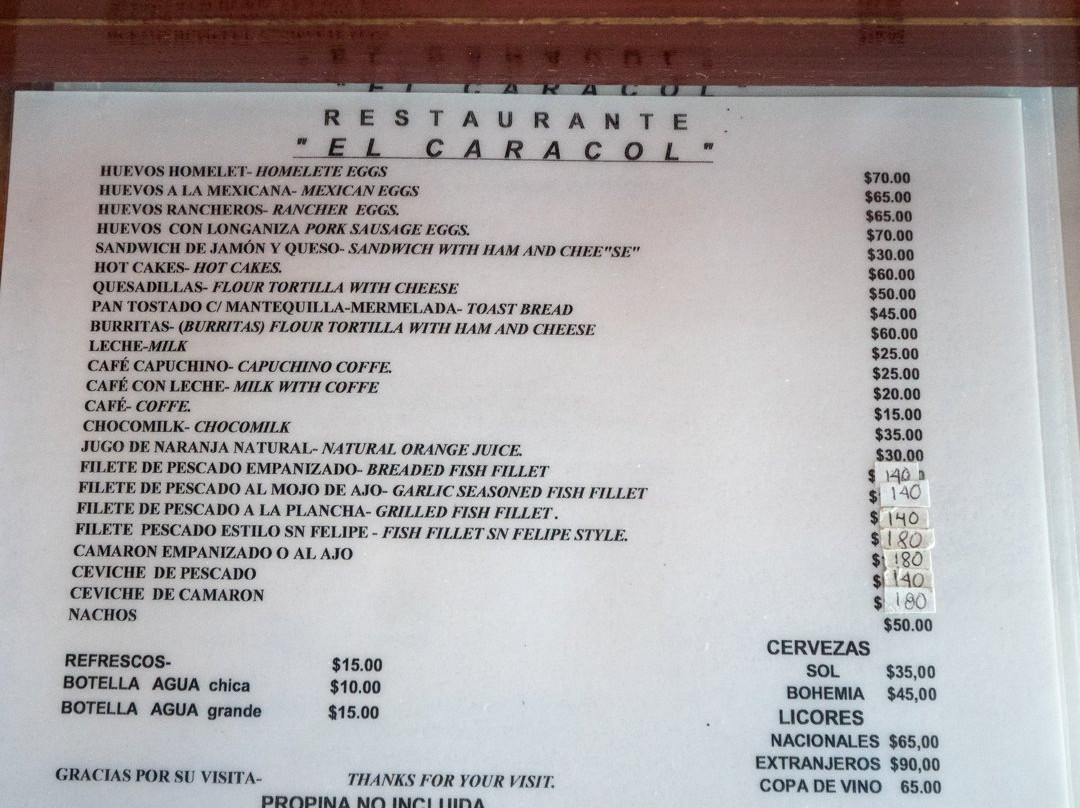 " EL CARACOL "
RESTAURANTE
" EL CARACOL "
HUEVOS HOMELET- HOMELETE EGGS $70.00
HUEVOS A LA MEXICANA- MEXICAN EGGS $65.00
HUEVOS RANCHEROS- RANCHER EGGS. $65.00
HUEVOS CON LONGANIZA PORK SAUSAGE EGGS. $70.00
SANDWICH DE JAMÓN Y QUESO- SANDWICH WITH HAM AND CHEE"SE" $30.00
HOT CAKES- HOT CAKES. $60.00
QUESADILLAS- FLOUR TORTILLA WITH CHEESE $50.00
PAN TOSTADO C/ MANTEQUILLA-MERMELADA- TOAST BREAD $45.00
BURRITAS- (BURRITAS) FLOUR TORTILLA WITH HAM AND CHEESE $60.00
LECHE-MILK $25.00
CAFÉ CAPUCHINO- CAPUCHINO COFFE. $25.00
CAFÉ CON LECHE- MILK WITH COFFE $20.00
CAFÉ- COFFE. $15.00
CHOCOMILK- CHOCOMILK $35.00
JUGO DE NARANJA NATURAL- NATURAL ORANGE JUICE. $30.00
FILETE DE PESCADO EMPANIZADO- BREADED FISH FILLET $ 140
FILETE DE PESCADO AL MOJO DE AJO- GARLIC SEASONED FISH FILLET $ 140
FILETE DE PESCADO A LA PLANCHA- GRILLED FISH FILLET . $ 140
FILETE PESCADO ESTILO SN FELIPE - FISH FILLET SN FELIPE STYLE. $ 180
CAMARON EMPANIZADO O AL AJO $ 180
CEVICHE DE PESCADO $ 140
CEVICHE DE CAMARON $ 180
NACHOS $50.00
REFRESCOS- $15.00
BOTELLA AGUA chica $10.00
BOTELLA AGUA grande $15.00
CERVEZAS
SOL $35,00
BOHEMIA $45,00
LICORES
NACIONALES $65,00
EXTRANJEROS $90,00
COPA DE VINO 65.00
GRACIAS POR SU VISITA- THANKS FOR YOUR VISIT.
PROPINA NO INCLUIDA